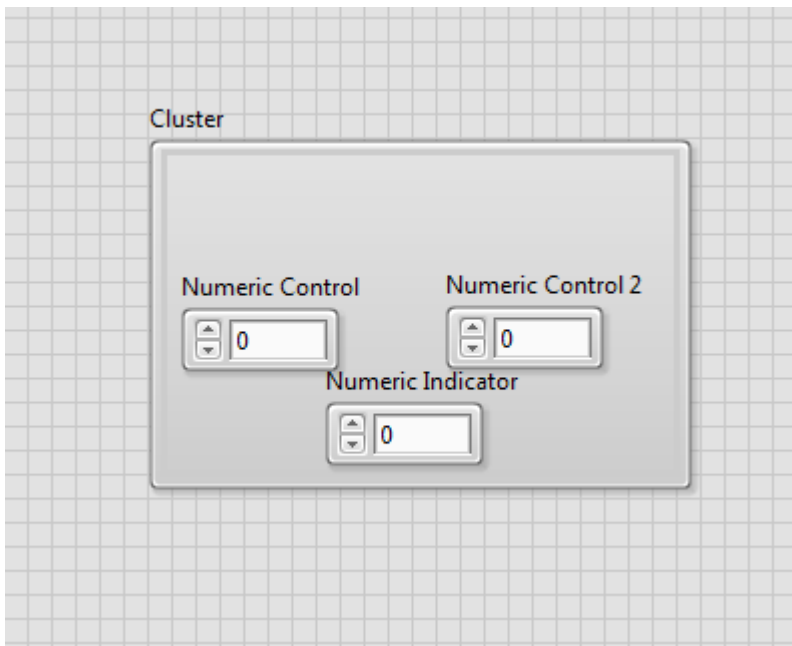 Cluster
Numeric Control
Numeric Control 2
0
0
Numeric Indicator
0